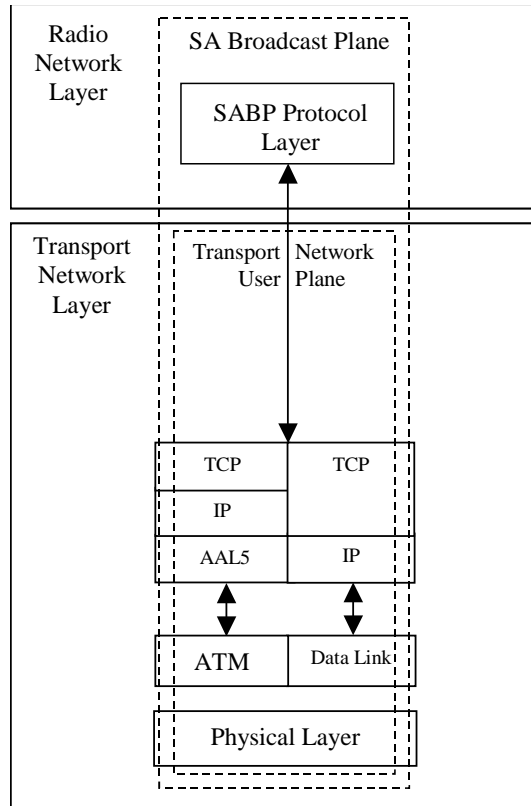 Radio
Network
Layer
SA Broadcast Plane
SABP Protocol
Layer
Transport
Network
Layer
Transport Network
User Plane
TCP
TCP
IP
AAL5
IP
ATM
Data Link
Physical Layer